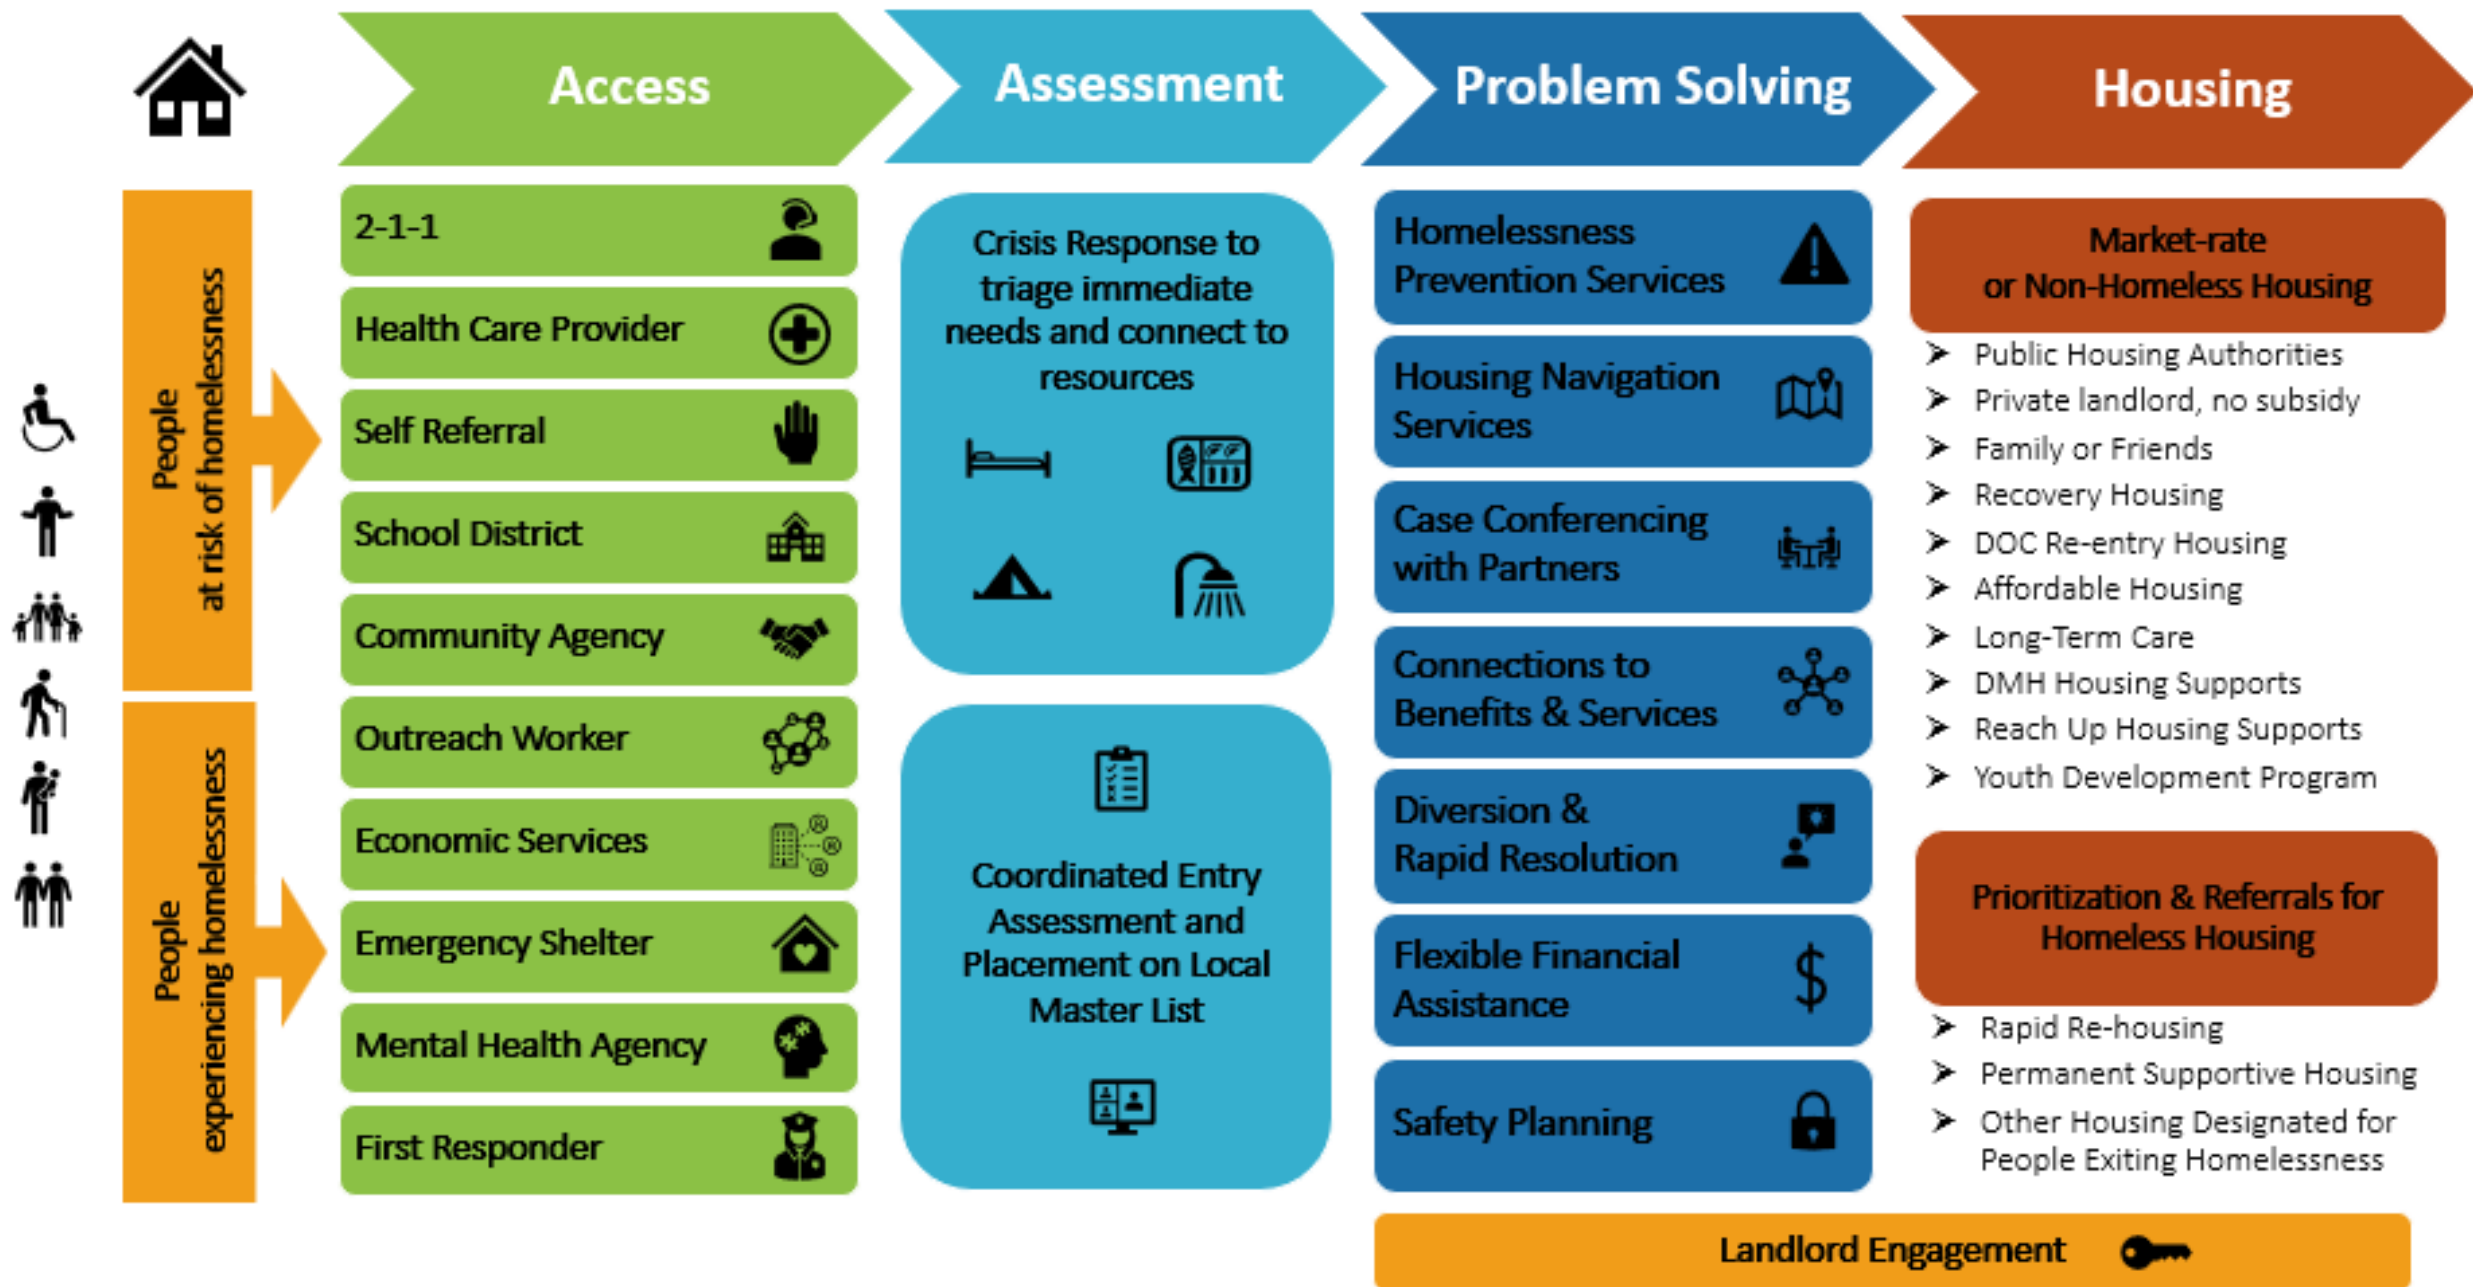 Access
Assessment
Problem Solving
Housing
People
at risk of homelessness
People
experiencing homelessness
2-1-1
Health Care Provider
Self Referral
School District
Community Agency
Outreach Worker
Economic Services
Emergency Shelter
Mental Health Agency
First Responder
Crisis Response to
triage immediate
needs and connect to
resources
Coordinated Entry
Assessment and
Placement on Local
Master List
Homelessness
Prevention Services
Housing Navigation
Services
Case Conferencing
with Partners
Connections to
Benefits & Services
Diversion &
Rapid Resolution
Flexible Financial
Assistance
$
Safety Planning
Market-rate
or Non-Homeless Housing
➤ Public Housing Authorities
➤ Private landlord, no subsidy
➤ Family or Friends
➤ Recovery Housing
➤ DOC Re-entry Housing
➤ Affordable Housing
➤ Long-Term Care
➤ DMH Housing Supports
➤ Reach Up Housing Supports
➤ Youth Development Program
Prioritization & Referrals for
Homeless Housing
➤ Rapid Re-housing
➤ Permanent Supportive Housing
➤ Other Housing Designated for
People Exiting Homelessness
Landlord Engagement